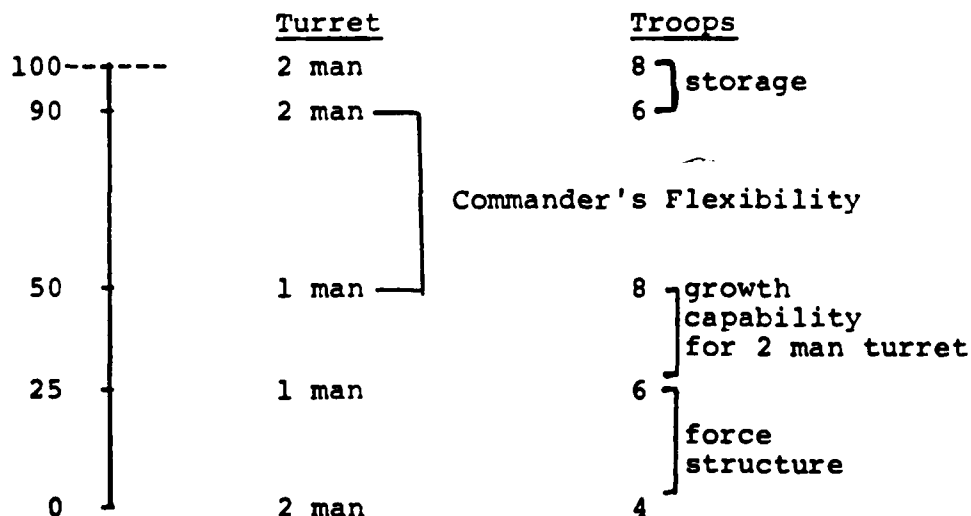 Turret Troops
100 2 man 8
storage
90 2 man 6
Commander's Flexibility
50 1 man 8 growth
capability
for 2 man turret
25 1 man 6
force
structure
0 2 man 4